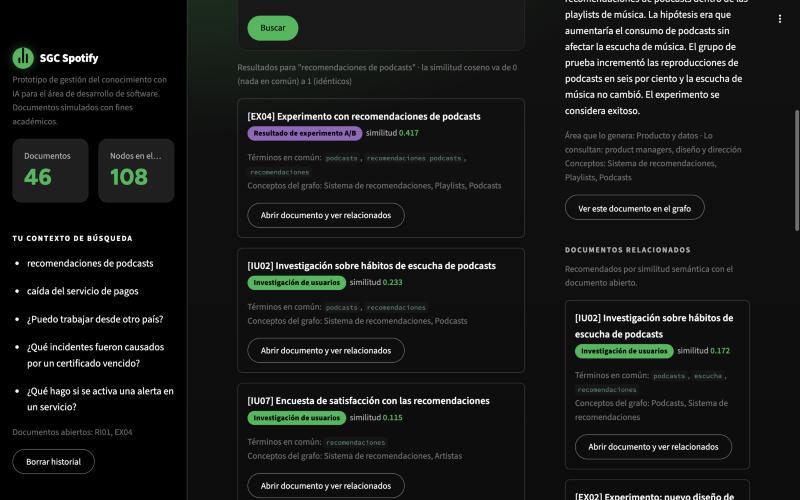 SGC Spotify
Prototipo de gestión del conocimiento con
IA para el área de desarrollo de software.
Documentos simulados con fines
académicos.
Documentos
46
Nodos en el…
108
TU CONTEXTO DE BÚSQUEDA
recomendaciones de podcasts
caída del servicio de pagos
¿Puedo trabajar desde otro país?
¿Qué incidentes fueron causados
por un certificado vencido?
¿Qué hago si se activa una alerta en
un servicio?
Documentos abiertos: RI01, EX04
Borrar historial
Buscar
Resultados para "recomendaciones de podcasts" · la similitud coseno va de 0
(nada en común) a 1 (idénticos)
[EX04] Experimento con recomendaciones de podcasts
Resultado de experimento A/B similitud 0.417
Términos en común: podcasts, recomendaciones podcasts,
recomendaciones
Conceptos del grafo: Sistema de recomendaciones, Playlists, Podcasts
Abrir documento y ver relacionados
[IU02] Investigación sobre hábitos de escucha de podcasts
Investigación de usuarios similitud 0.233
Términos en común: podcasts, recomendaciones
Conceptos del grafo: Sistema de recomendaciones, Podcasts
Abrir documento y ver relacionados
[IU07] Encuesta de satisfacción con las recomendaciones
Investigación de usuarios similitud 0.115
Términos en común: recomendaciones
Conceptos del grafo: Sistema de recomendaciones, Artistas
Abrir documento y ver relacionados
playlists de música. La hipótesis era que
aumentaría el consumo de podcasts sin
afectar la escucha de música. El grupo de
prueba incrementó las reproducciones de
podcasts en seis por ciento y la escucha de
música no cambió. El experimento se
considera exitoso.
Área que lo genera: Producto y datos · Lo
consultan: product managers, diseño y dirección
Conceptos: Sistema de recomendaciones,
Playlists, Podcasts
Ver este documento en el grafo
DOCUMENTOS RELACIONADOS
Recomendados por similitud semántica con el
documento abierto.
[IU02] Investigación sobre hábitos de
escucha de podcasts
Investigación de usuarios similitud 0.172
Términos en común: podcasts, escucha,
recomendaciones
Conceptos del grafo: Podcasts, Sistema de
recomendaciones
Abrir documento y ver relacionados
[EX02] Experimento: nuevo diseño de